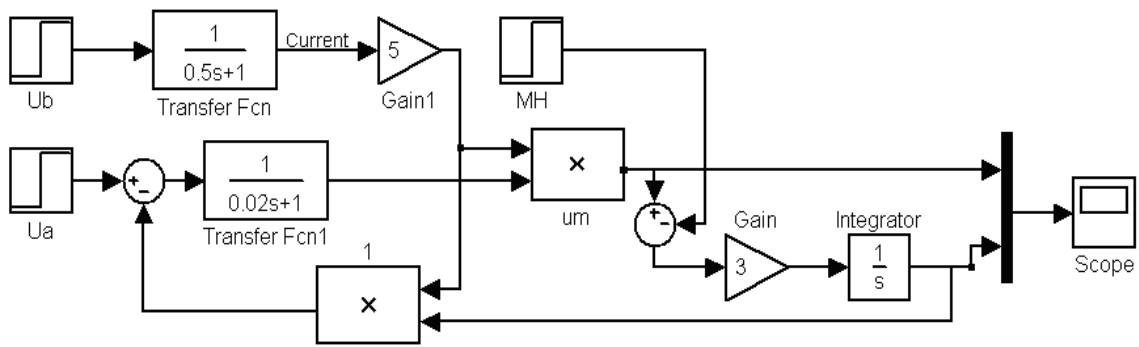 Ub
1
0.5s+1
Transfer Fcn
Current
5
Gain1
MH
Ua
+
−
1
0.02s+1
Transfer Fcn1
×
um
+
−
Gain
3
Integrator
1
s
Scope
1
×